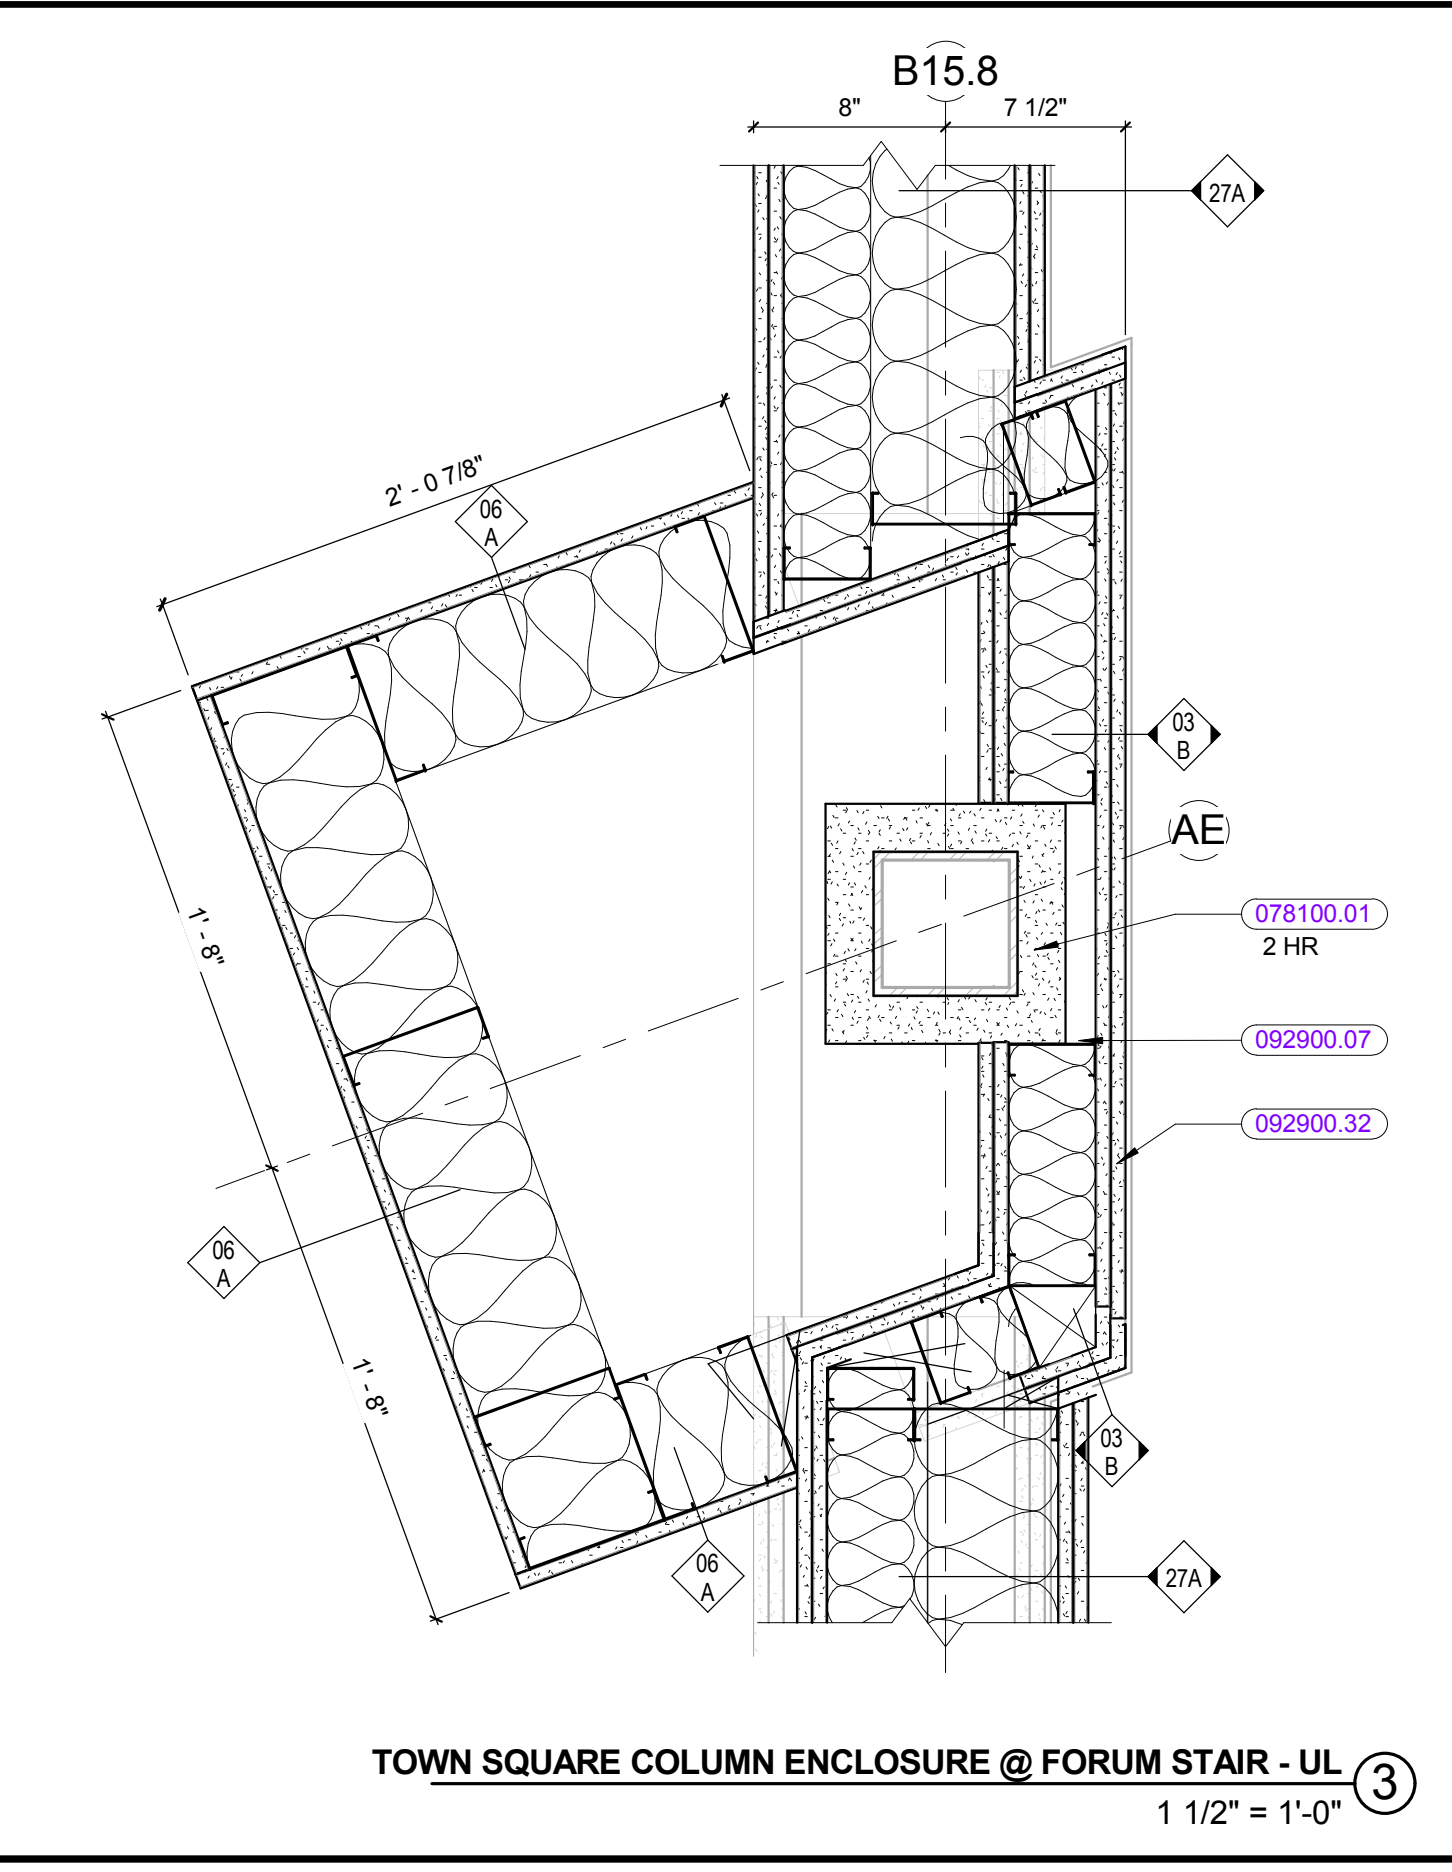 B15.8
8"
7 1/2"
27A
2' - 0 7/8"
06
A
03
B
AE
078100.01
2 HR
1' - 8"
092900.07
092900.32
06
A
1' - 8"
03
B
06
A
27A
TOWN SQUARE COLUMN ENCLOSURE @ FORUM STAIR - UL
3
1 1/2" = 1'-0"